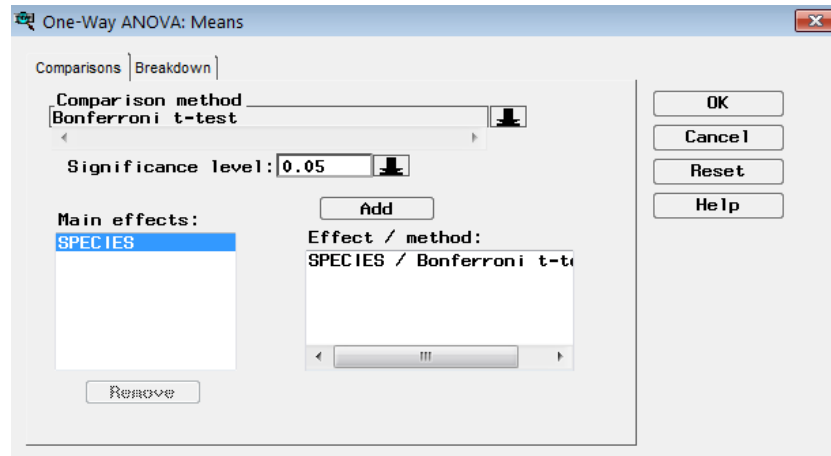 One-Way ANOVA: Means
Comparisons Breakdown
Comparison method
Bonferroni t-test
Significance level: 0.05
Add
Main effects:
SPECIES
Effect / method:
SPECIES / Bonferroni t-te
Remove
OK
Cancel
Reset
Help